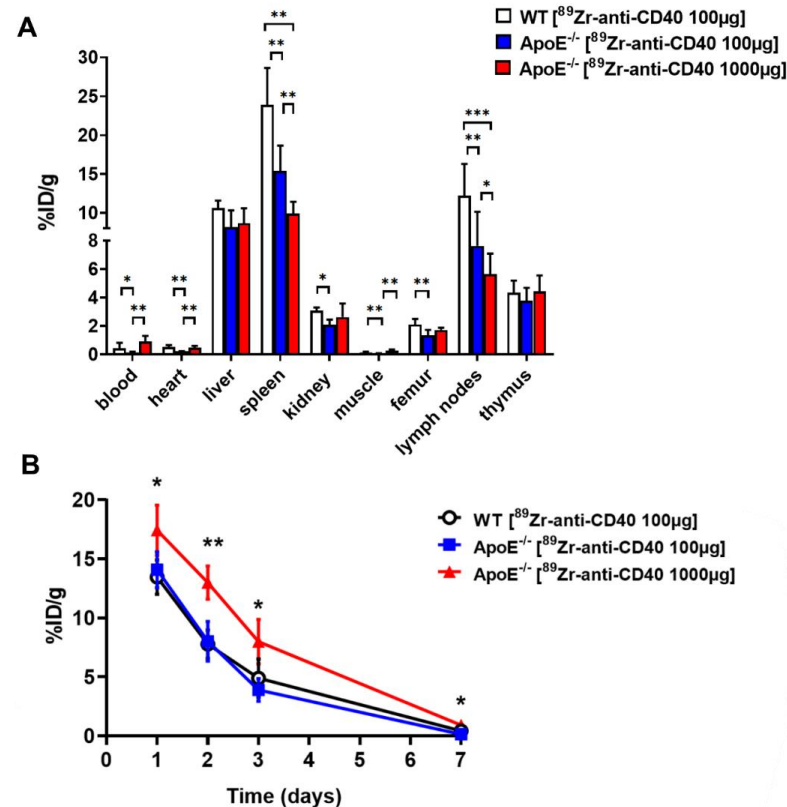 A
WT [⁸⁹Zr-anti-CD40 100µg]
ApoE⁻/⁻ [⁸⁹Zr-anti-CD40 100µg]
ApoE⁻/⁻ [⁸⁹Zr-anti-CD40 1000µg]
%ID/g
30
25
20
15
10
8
6
4
2
0
* ** ** ** ** ** ** * ** ** ** *** ** *
blood heart liver spleen kidney muscle femur lymph nodes thymus
B
WT [⁸⁹Zr-anti-CD40 100µg]
ApoE⁻/⁻ [⁸⁹Zr-anti-CD40 100µg]
ApoE⁻/⁻ [⁸⁹Zr-anti-CD40 1000µg]
%ID/g
20
15
10
5
0
* ** * *
0 1 2 3 4 5 6 7
Time (days)